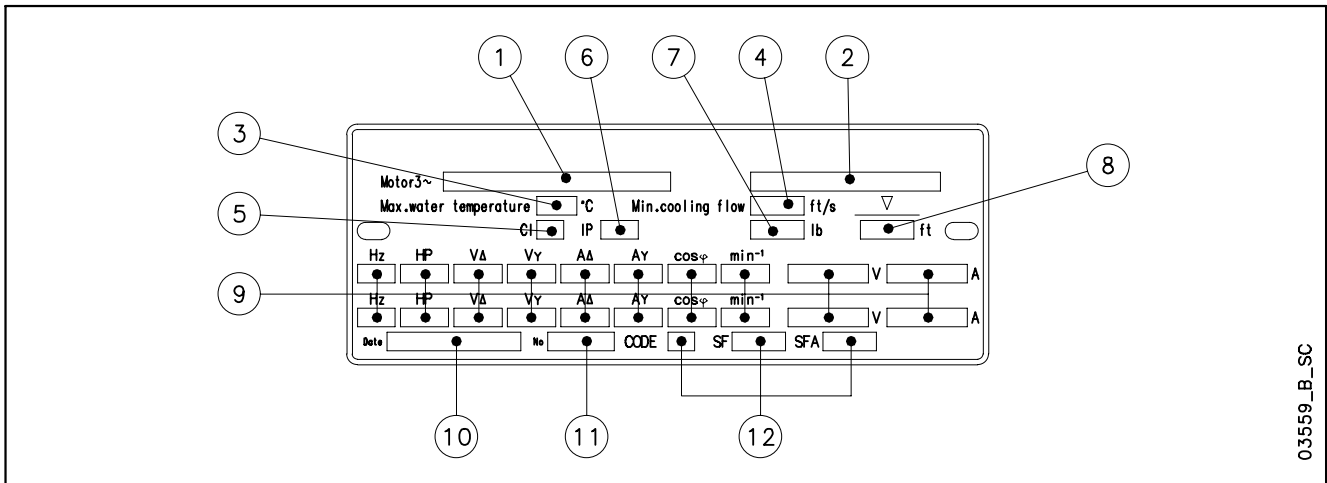 1 6 7 4 2
3 8
Motor3~
Max.water temperature °C Min.cooling flow ft/s ▽
5 Cl IP lb ft
Hz HP VΔ VY AΔ AY cosφ min⁻¹
V A
9
Hz HP VΔ VY AΔ AY cosφ min⁻¹
V A
Date No CODE SF SFA
10 11 12
03559_B_SC